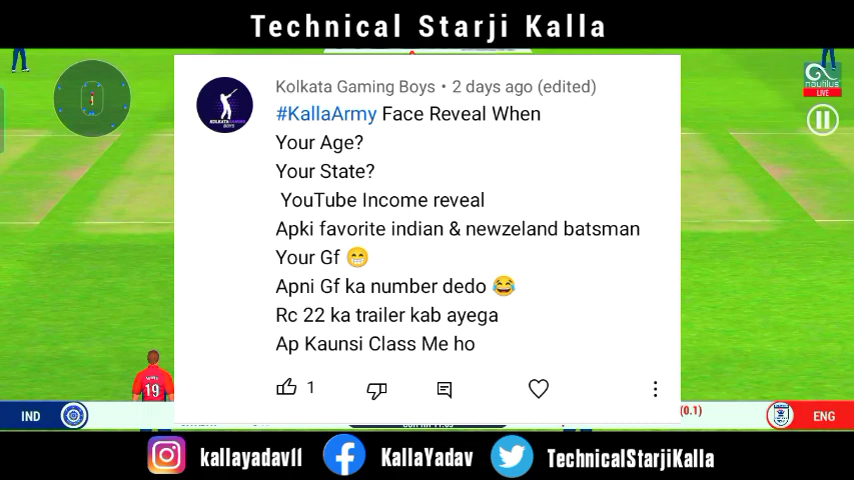 Technical Starji Kalla
Kolkata Gaming Boys • 2 days ago (edited)
#KallaArmy Face Reveal When
Your Age?
Your State?
YouTube Income reveal
Apki favorite indian & newzeland batsman
Your Gf 😁
Apni Gf ka number dedo 😂
Rc 22 ka trailer kab ayega
Ap Kaunsi Class Me ho
1
nautilus
LIVE
19
IND
(0.1)
ENG
kallayadav11
KallaYadav
TechnicalStarjiKalla